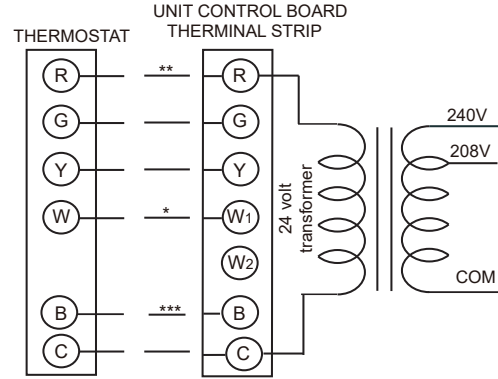 UNIT CONTROL BOARD
THERMINAL STRIP
THERMOSTAT
R ** R
G G
Y Y
W * W1
W2
B *** B
C C
24 volt
transformer
240V
208V
COM